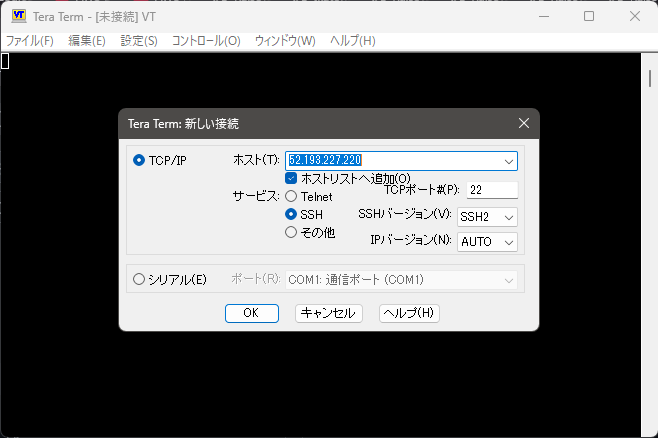 VT Tera Term - [未接続] VT
ファイル(F) 編集(E) 設定(S) コントロール(O) ウィンドウ(W) ヘルプ(H)
Tera Term: 新しい接続
TCP/IP ホスト(T): 52.193.227.220
ホストリストへ追加(O)
サービス: Telnet TCPポート#(P): 22
SSH SSHバージョン(V): SSH2
その他 IPバージョン(N): AUTO
シリアル(E) ポート(R): COM1: 通信ポート (COM1)
OK キャンセル ヘルプ(H)